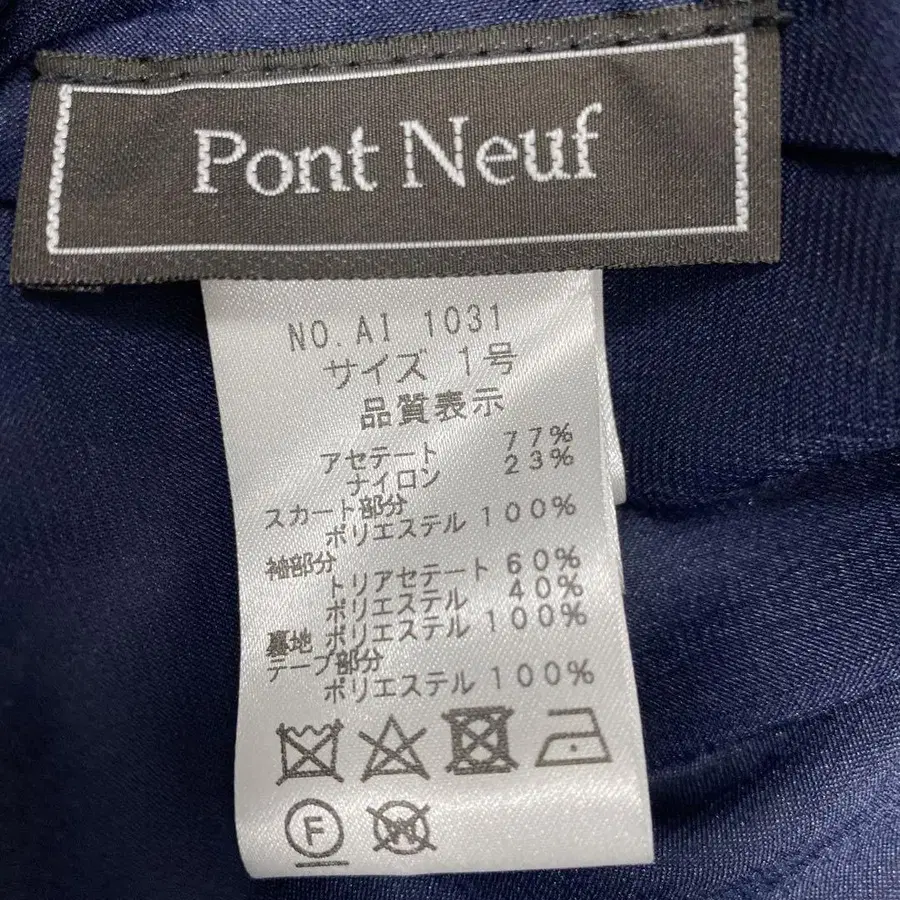 Pont Neuf
NO.AI 1031
サイズ 1号
品質表示
アセテート 77%
ナイロン 23%
スカート部分
ポリエステル 100%
袖部分
トリアセテート 60%
ポリエステル 40%
裏地 ポリエステル 100%
テープ部分
ポリエステル 100%
F
W